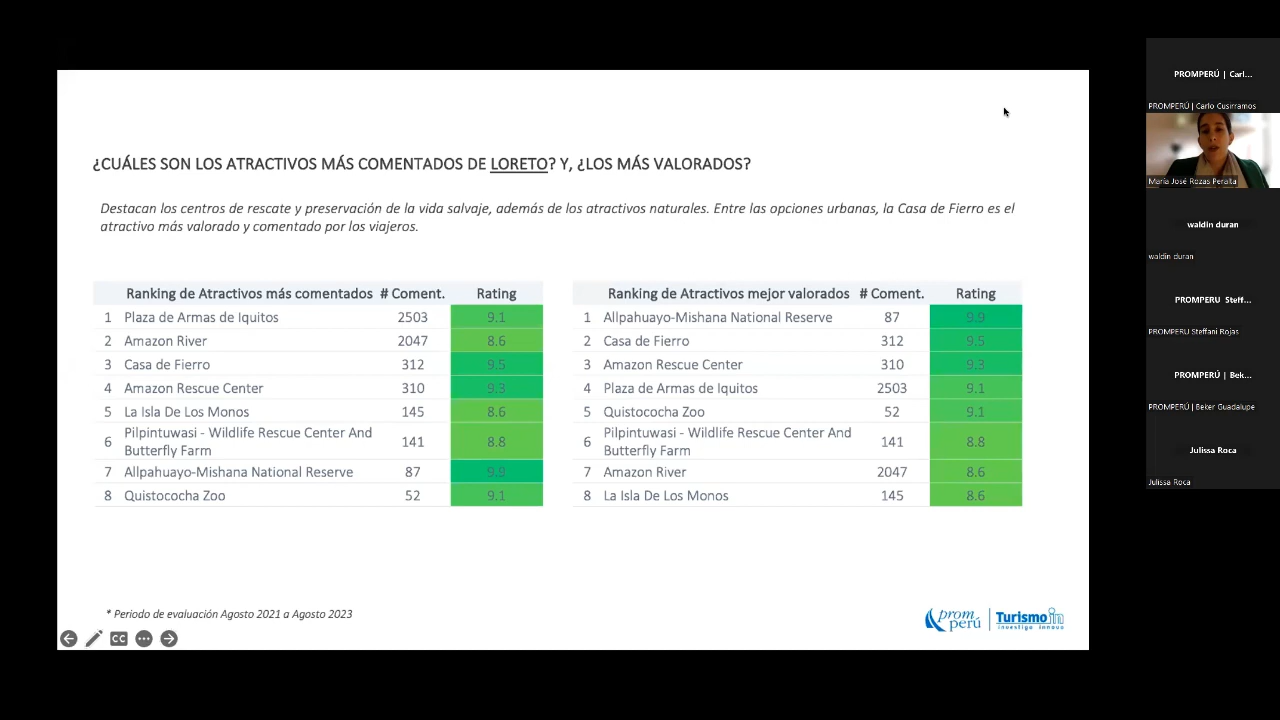 ¿CUÁLES SON LOS ATRACTIVOS MÁS COMENTADOS DE LORETO? Y, ¿LOS MÁS VALORADOS?
Destacan los centros de rescate y preservación de la vida salvaje, además de los atractivos naturales. Entre las opciones urbanas, la Casa de Fierro es el
atractivo más valorado y comentado por los viajeros.
Ranking de Atractivos más comentados # Coment. Rating
1 Plaza de Armas de Iquitos 2503 9.1
2 Amazon River 2047 8.6
3 Casa de Fierro 312 9.5
4 Amazon Rescue Center 310 9.3
5 La Isla De Los Monos 145 8.6
6 Pilpintuwasi - Wildlife Rescue Center And
Butterfly Farm 141 8.8
7 Allpahuayo-Mishana National Reserve 87 9.9
8 Quistococha Zoo 52 9.1
Ranking de Atractivos mejor valorados # Coment. Rating
1 Allpahuayo-Mishana National Reserve 87 9.9
2 Casa de Fierro 312 9.5
3 Amazon Rescue Center 310 9.3
4 Plaza de Armas de Iquitos 2503 9.1
5 Quistococha Zoo 52 9.1
6 Pilpintuwasi - Wildlife Rescue Center And
Butterfly Farm 141 8.8
7 Amazon River 2047 8.6
8 La Isla De Los Monos 145 8.6
* Periodo de evaluación Agosto 2021 a Agosto 2023
CC
prom
perú
Turismo in
investiga innova
PROMPERÚ | Carl...
PROMPERÚ | Carlo Cusirramos
María José Rozas Peralta
waldin duran
waldin duran
PROMPERU Steff...
PROMPERU Steffani Rojas
PROMPERÚ | Bek...
PROMPERÚ | Beker Guadalupe
Julissa Roca
Julissa Roca